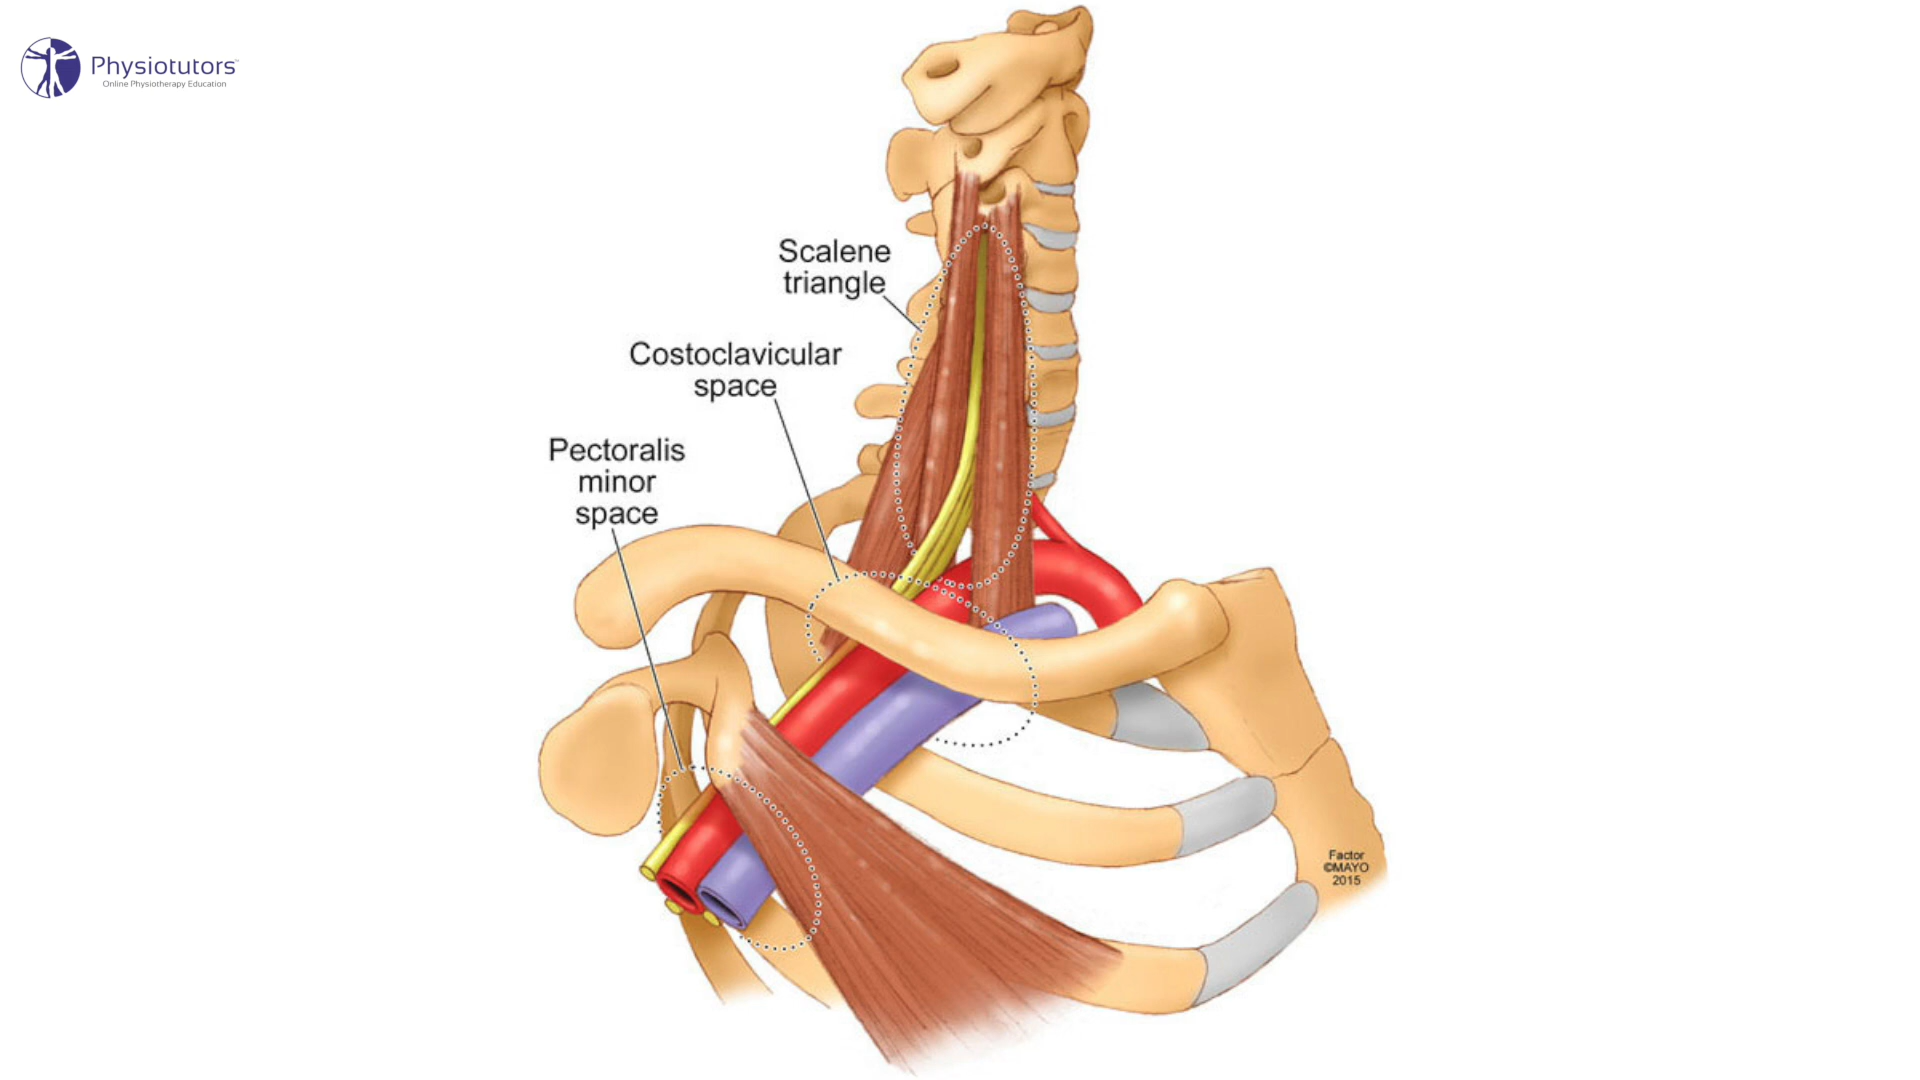 Physiotutors
Online Physiotherapy Education
Scalene
triangle
Costoclavicular
space
Pectoralis
minor
space
Factor
©MAYO
2015